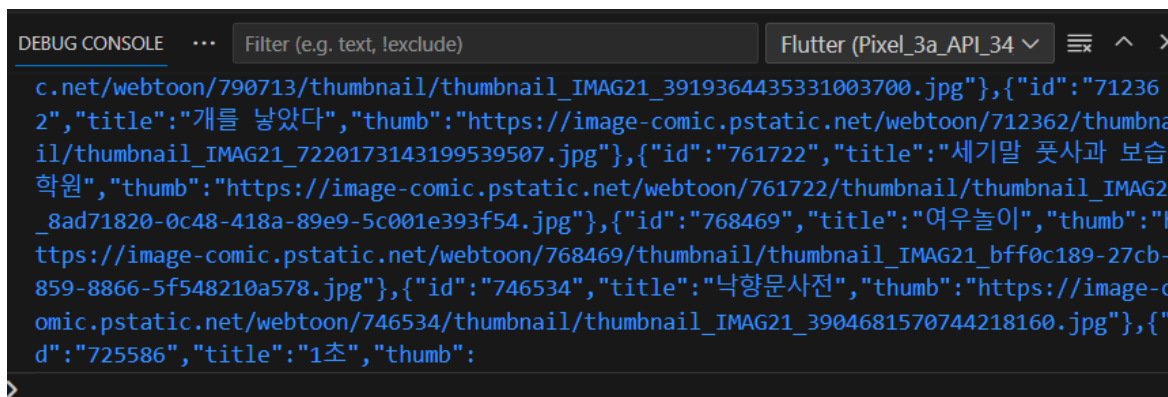 DEBUG CONSOLE ··· Filter (e.g. text, !exclude) Flutter (Pixel_3a_API_34
c.net/webtoon/790713/thumbnail/thumbnail_IMAG21_3919364435331003700.jpg"},{"id":"71236
2","title":"개를 낳았다","thumb":"https://image-comic.pstatic.net/webtoon/712362/thumbna
il/thumbnail_IMAG21_7220173143199539507.jpg"},{"id":"761722","title":"세기말 풋사과 보습
학원","thumb":"https://image-comic.pstatic.net/webtoon/761722/thumbnail/thumbnail_IMAG2
_8ad71820-0c48-418a-89e9-5c001e393f54.jpg"},{"id":"768469","title":"여우놀이","thumb":"h
ttps://image-comic.pstatic.net/webtoon/768469/thumbnail/thumbnail_IMAG21_bff0c189-27cb-
859-8866-5f548210a578.jpg"},{"id":"746534","title":"낙향문사전","thumb":"https://image-c
omic.pstatic.net/webtoon/746534/thumbnail/thumbnail_IMAG21_3904681570744218160.jpg"},{"
d":"725586","title":"1초","thumb":